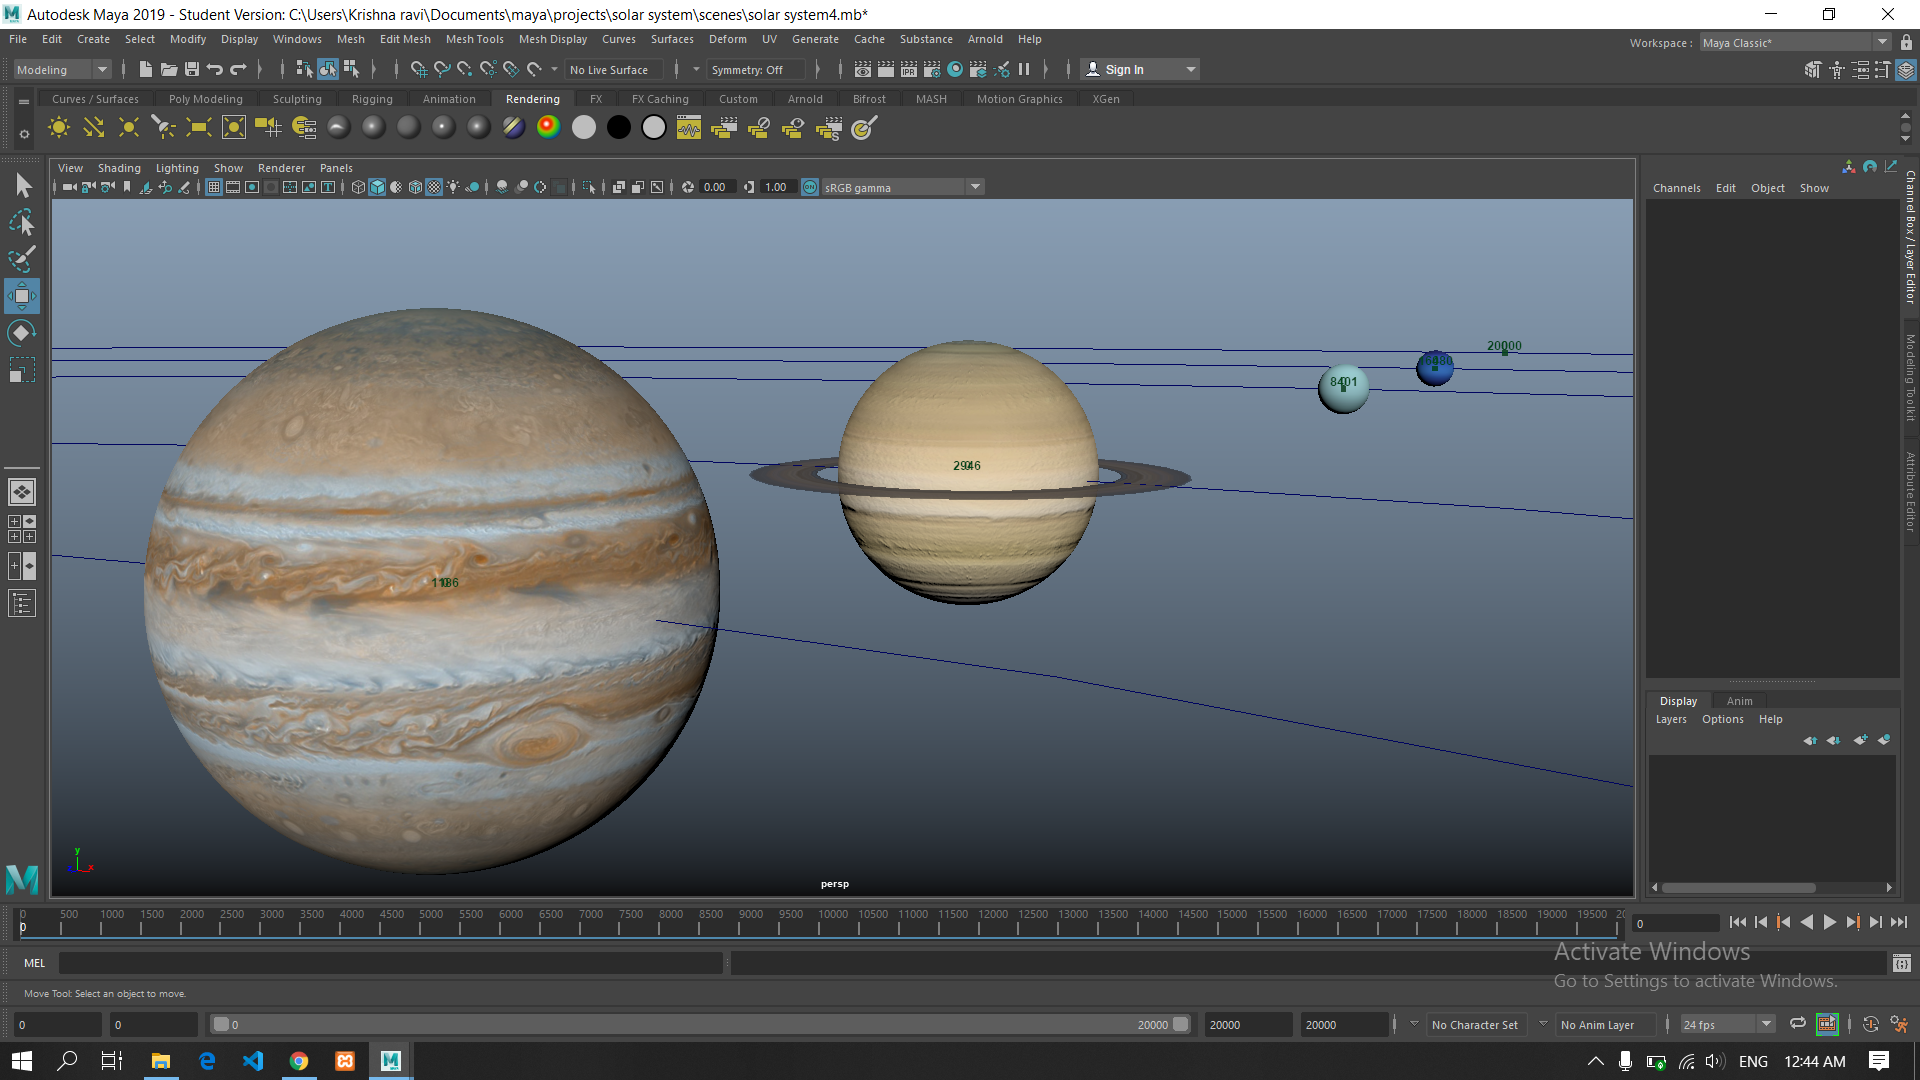 Autodesk Maya 2019 - Student Version: C:\Users\Krishna ravi\Documents\maya\projects\solar system\scenes\solar system4.mb*
File Edit Create Select Modify Display Windows Mesh Edit Mesh Mesh Tools Mesh Display Curves Surfaces Deform UV Generate Cache Substance Arnold Help
Workspace : Maya Classic*
Modeling No Live Surface Symmetry: Off Sign In
Curves / Surfaces Poly Modeling Sculpting Rigging Animation Rendering FX FX Caching Custom Arnold Bifrost MASH Motion Graphics XGen
View Shading Lighting Show Renderer Panels
0.00 1.00 ON sRGB gamma
Channels Edit Object Show
Channel Box / Layer Editor
Modeling Toolkit
Attribute Editor
20000
persp
y
x
Display Anim
Layers Options Help
0 500 1000 1500 2000 2500 3000 3500 4000 4500 5000 5500 6000 6500 7000 7500 8000 8500 9000 9500 10000 10500 11000 11500 12000 12500 13000 13500 14000 14500 15000 15500 16000 16500 17000 17500 18000 18500 19000 19500
0
0
MEL
Activate Windows
Go to Settings to activate Windows.
Move Tool: Select an object to move.
0 0 0 20000 20000 20000 No Character Set No Anim Layer 24 fps
ENG 12:44 AM